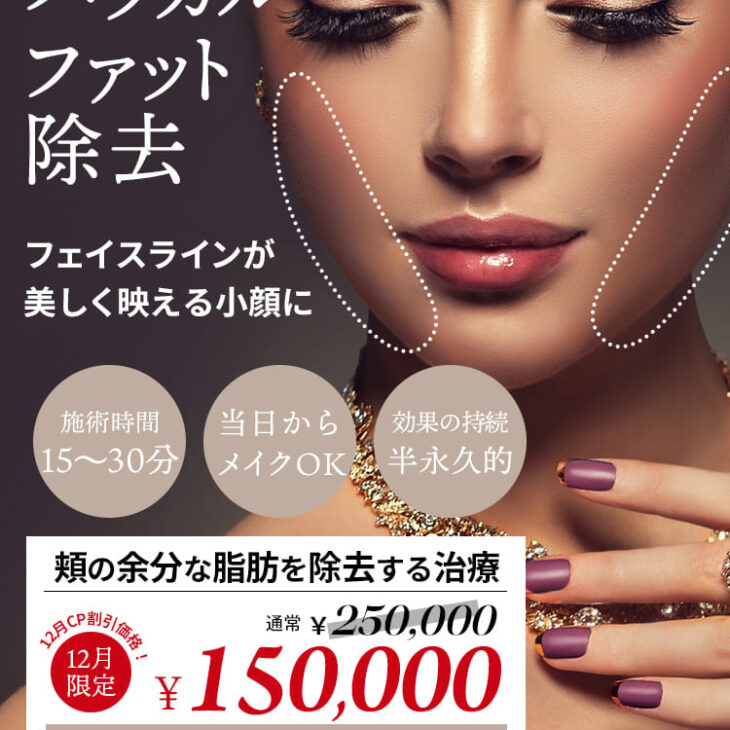 バッカル
ファット
除去
フェイスラインが
美しく映える小顔に
施術時間
15〜30分
当日から
メイクOK
効果の持続
半永久的
頬の余分な脂肪を除去する治療
12月CP割引価格！
通常 ¥250,000
12月
限定
¥150,000